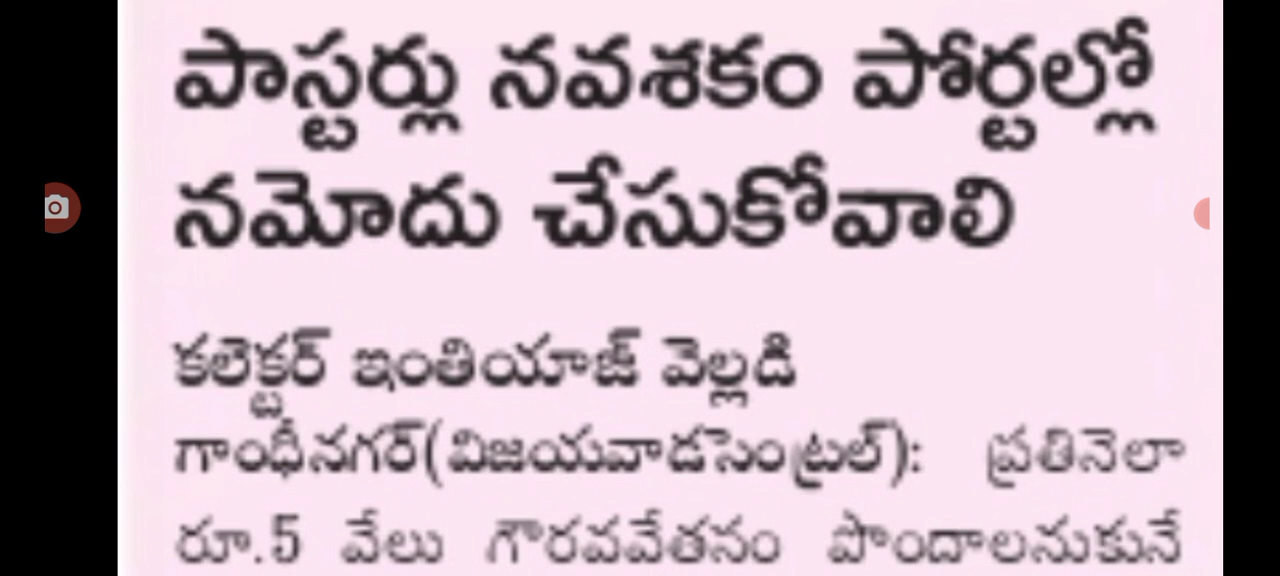 పాస్టర్లు నవశకం పోర్టల్లో
నమోదు చేసుకోవాలి
కలెక్టర్ ఇంతియాజ్ వెల్లడి
గాంధీనగర్(విజయవాడసెంట్రల్): ప్రతినెలా
రూ.5 వేలు గౌరవవేతనం పొందాలనుకునే